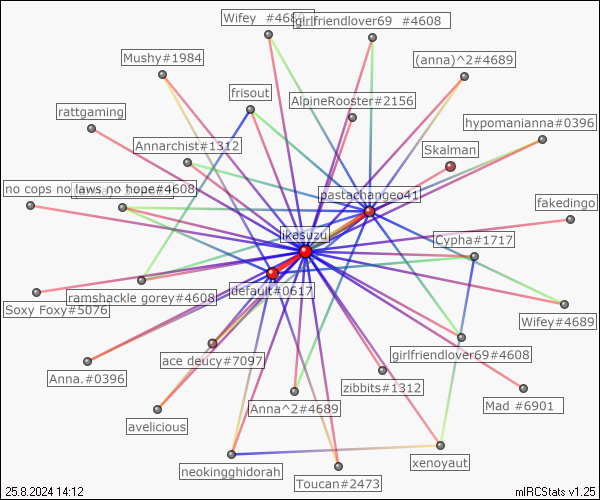 Wifey #4689
girlfriendlover69 #4608
Mushy#1984
(anna)^2#4689
frisout
AlpineRooster#2156
rattgaming
hypomanianna#0396
Annarchist#1312
Skalman
no cops no laws no hope#4608
pastachangeo41
fakedingo
likesuzu
Cypha#1717
default#0617
ramshackle gorey#4608
Soxy Foxy#5076
Wifey#4689
girlfriendlover69#4608
ace deucy#7097
Anna.#0396
zibbits#1312
Mad #6901
Anna^2#4689
avelicious
xenoyaut
neokingghidorah
Toucan#2473
25.8.2024 14:12
mIRCStats v1.25